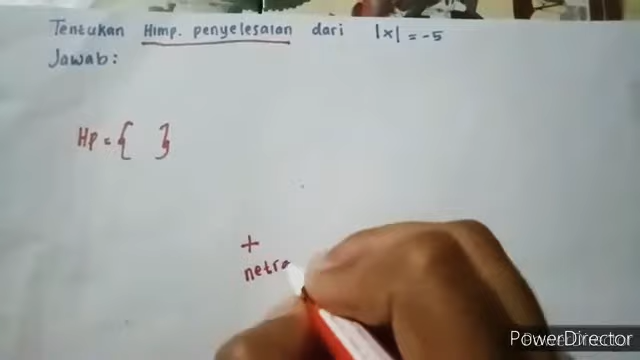 Tentukan Himp. penyelesaian dari |x| = -5
Jawab:
Hp = { }
+
PowerDirector